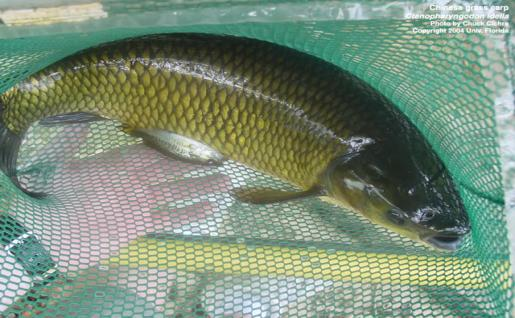 Chinese grass carp
Ctenopharyngodon idella
Photo by Chuck Cichra
Copyright 2004 Univ. Florida